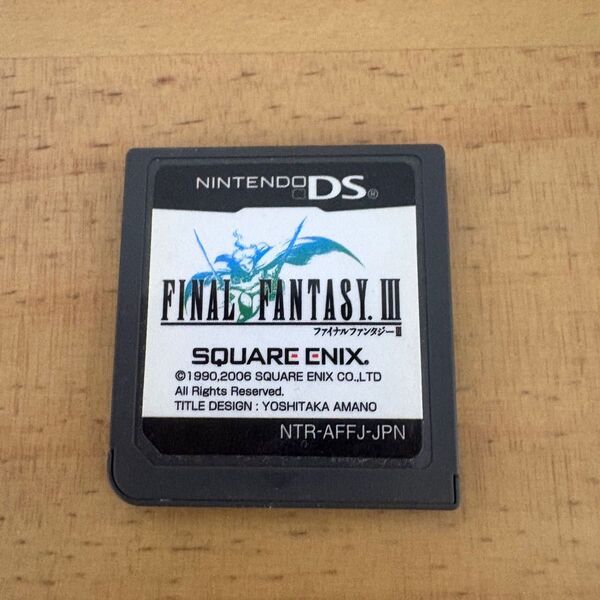 NINTENDO DS®
FINAL FANTASY. III
ファイナルファンタジーIII
SQUARE ENIX.
©1990,2006 SQUARE ENIX CO.,LTD
All Rights Reserved.
TITLE DESIGN : YOSHITAKA AMANO
NTR-AFFJ-JPN